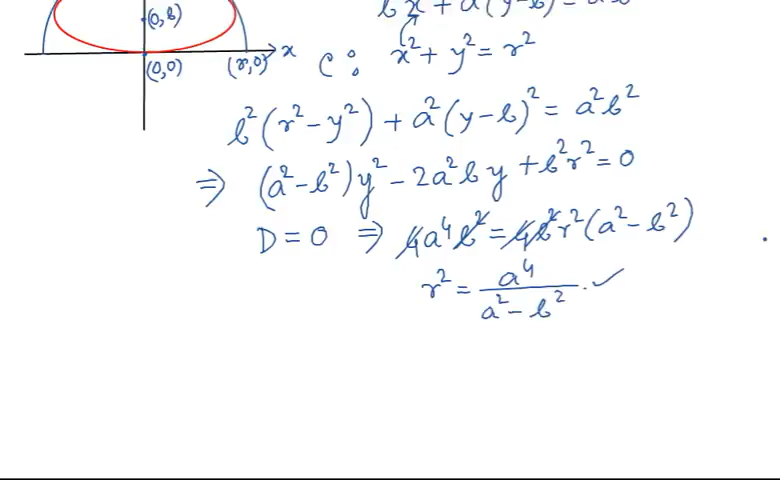 (0,b)
(0,0)
(r,0)
x
C: x² + y² = r²
b²(r² - y²) + a²(y - b)² = a²b²
⇒ (a² - b²)y² - 2a²by + b²r² = 0
D = 0 ⇒ 4a⁴b² = 4b²r²(a² - b²)
r² = a⁴/(a² - b²) . ✓